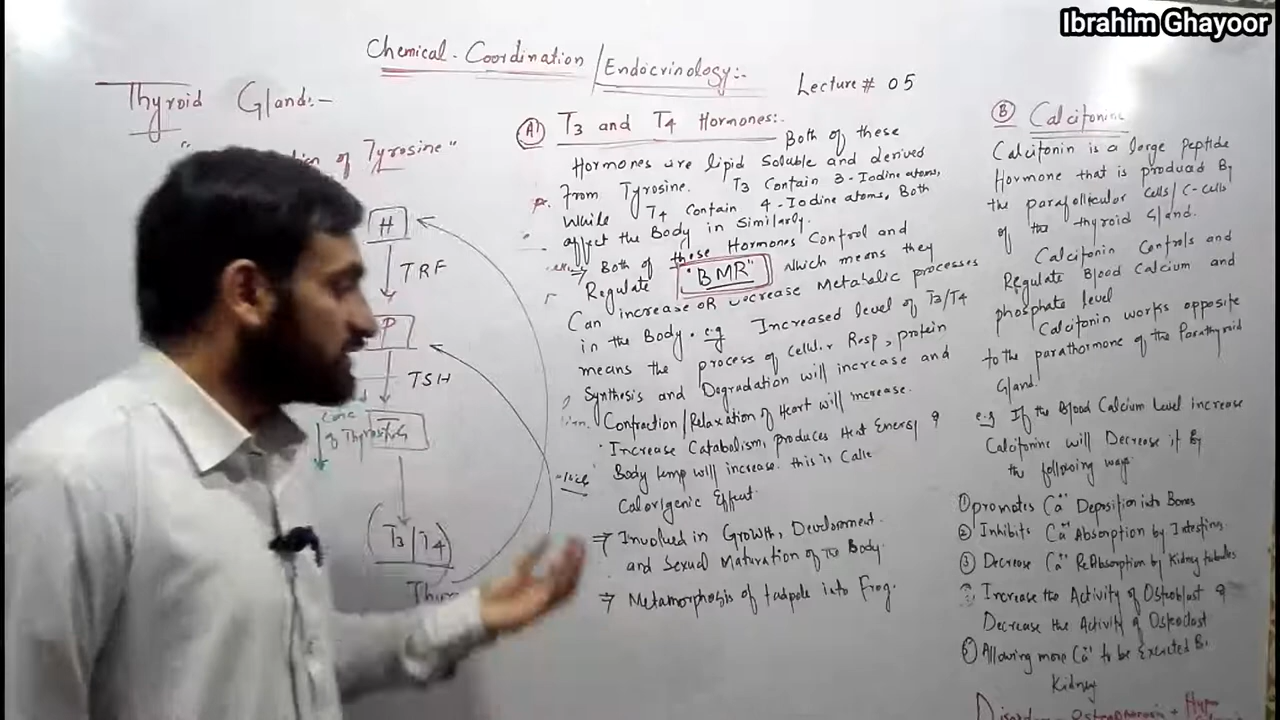 Ibrahim Ghayoor
Chemical-Coordination / Endocrinology:-
Lecture # 05
Thyroid Gland:-
of Tyrosine"
H
TRF
P
TSH
Conc
of Thyroxine
T3/T4
(A) T3 and T4 Hormones:-
Both of these
Hormones are lipid Soluble and derived
From Tyrosine. T3 Contain 3-Iodine atoms,
While T4 Contain 4-Iodine atoms, Both
affect the Body in Similarly.
⇒ Both of these Hormones Control and
Regulate "BMR" Which means they
Can increase OR decrease Metabolic processes
in the Body. e.g Increased level of T3/T4
means the process of Cellular Resp, protein
Synthesis and Degradation will increase and
Contraction/Relaxation of Heart will increase.
Increase Catabolism, produces Heat Energy &
Body temp will increase. this is Calle
Calorigenic Effect.
⇒ Involved in Growth, Development.
and Sexual Maturation of The Body.
⇒ Metamorphosis of tadpole into Frog.
(B) Calcitonine
Calcitonin is a large Peptide
Hormone that is produced By
the parafollicular Cells/C-cells
of the thyroid Gland.
Calcitonin Controls and
Regulate Blood Calcium and
phosphate level
Calcitonin works opposite
to the parathormone of the Parathyroid
Gland.
e.g If the Blood Calcium Level increase
Calcitonine will Decrease it By
the following ways
① promotes Ca++ Deposition into Bones
② Inhibits Ca++ Absorption by Intestine.
③ Decrease Ca++ ReAbsorption by Kidney tubules
Increase the Activity of Osteoblast &
Decrease the Activity of Osteoclast
⑤ Allowing more Ca++ to be Excreted By
Kidney